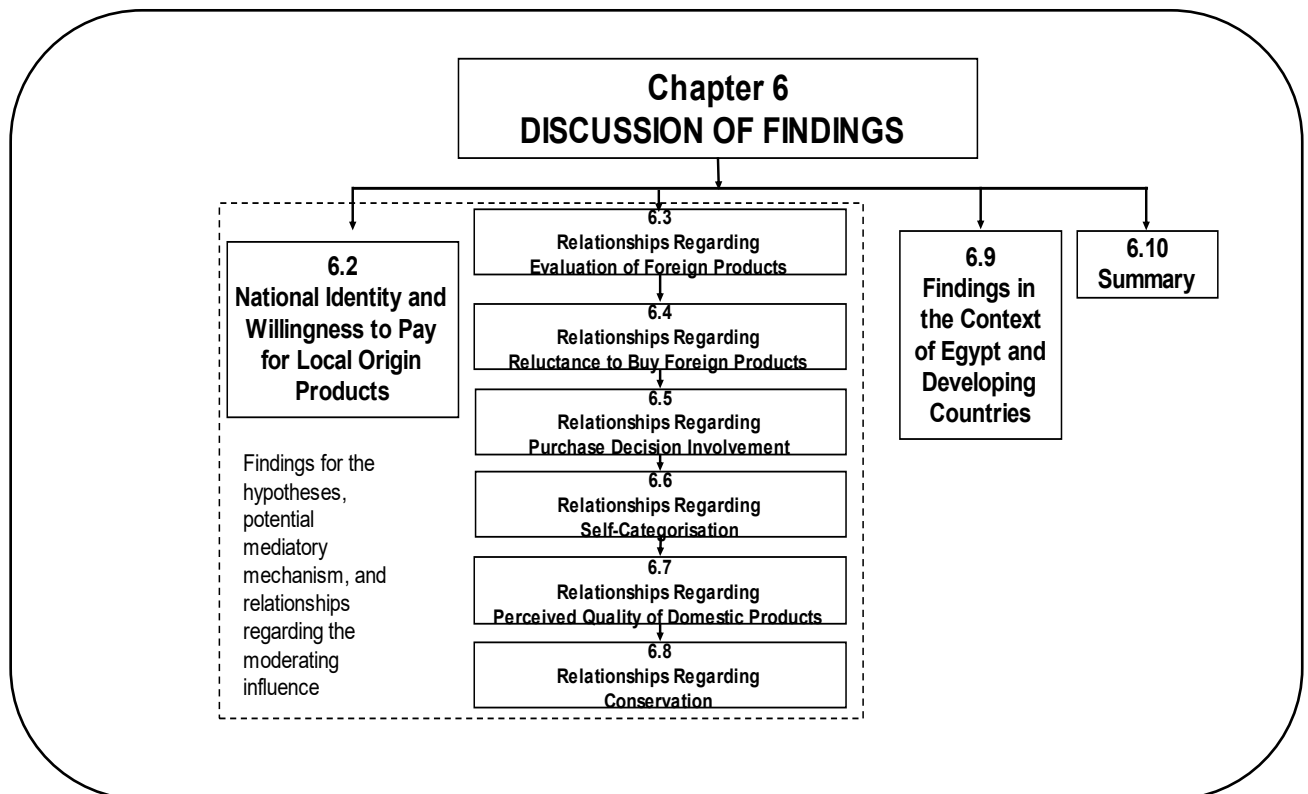 Chapter 6
DISCUSSION OF FINDINGS
6.2
National Identity and
Willingness to Pay
for Local Origin
Products
Findings for the
hypotheses,
potential
mediatory
mechanism, and
relationships
regarding the
moderating
influence
6.3
Relationships Regarding
Evaluation of Foreign Products
6.4
Relationships Regarding
Reluctance to Buy Foreign Products
6.5
Relationships Regarding
Purchase Decision Involvement
6.6
Relationships Regarding
Self-Categorisation
6.7
Relationships Regarding
Perceived Quality of Domestic Products
6.8
Relationships Regarding
Conservation
6.9
Findings in
the Context
of Egypt and
Developing
Countries
6.10
Summary